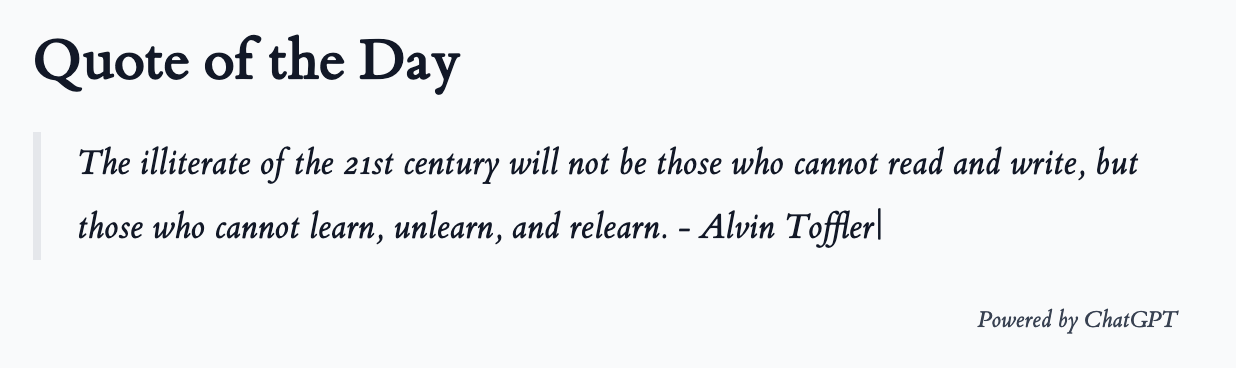 Quote of the Day
The illiterate of the 21st century will not be those who cannot read and write, but
those who cannot learn, unlearn, and relearn. - Alvin Toffler
Powered by ChatGPT